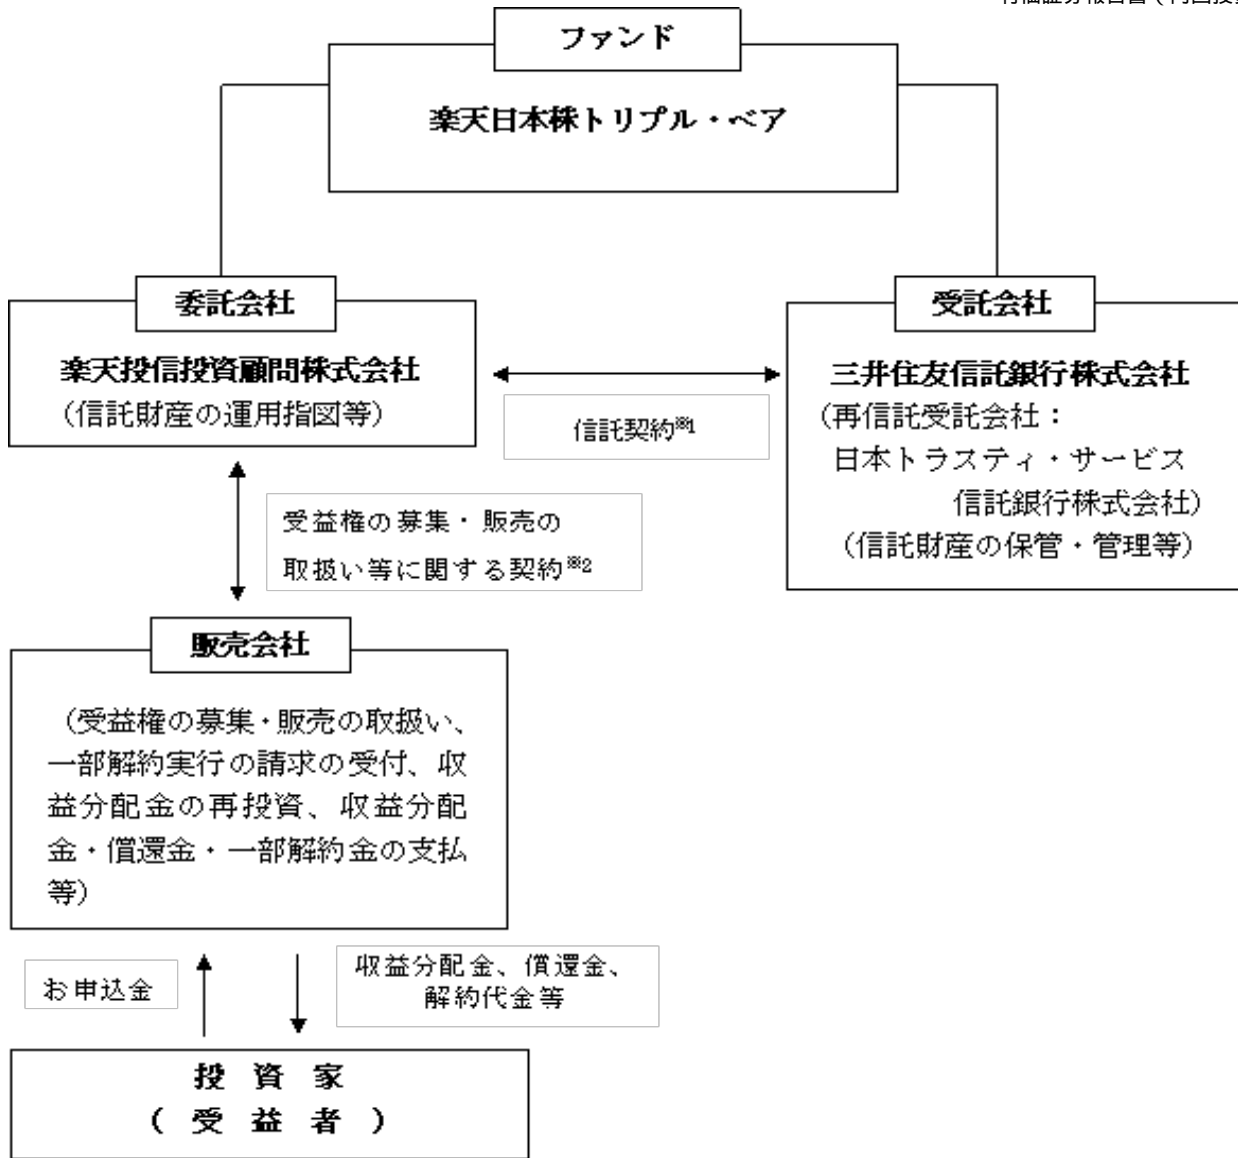 ファンド
楽天日本株トリプル・ベア
委託会社
楽天投信投資顧問株式会社
(信託財産の運用指図等)
受託会社
三井住友信託銀行株式会社
(再信託受託会社:
日本トラスティ・サービス
信託銀行株式会社)
(信託財産の保管・管理等)
信託契約※1
受益権の募集・販売の
取扱い等に関する契約※2
販売会社
(受益権の募集・販売の取扱い、
一部解約実行の請求の受付、収
益分配金の再投資、収益分配
金・償還金・一部解約金の支払
等)
お申込金
収益分配金、償還金、
解約代金等
投資家
(受益者)